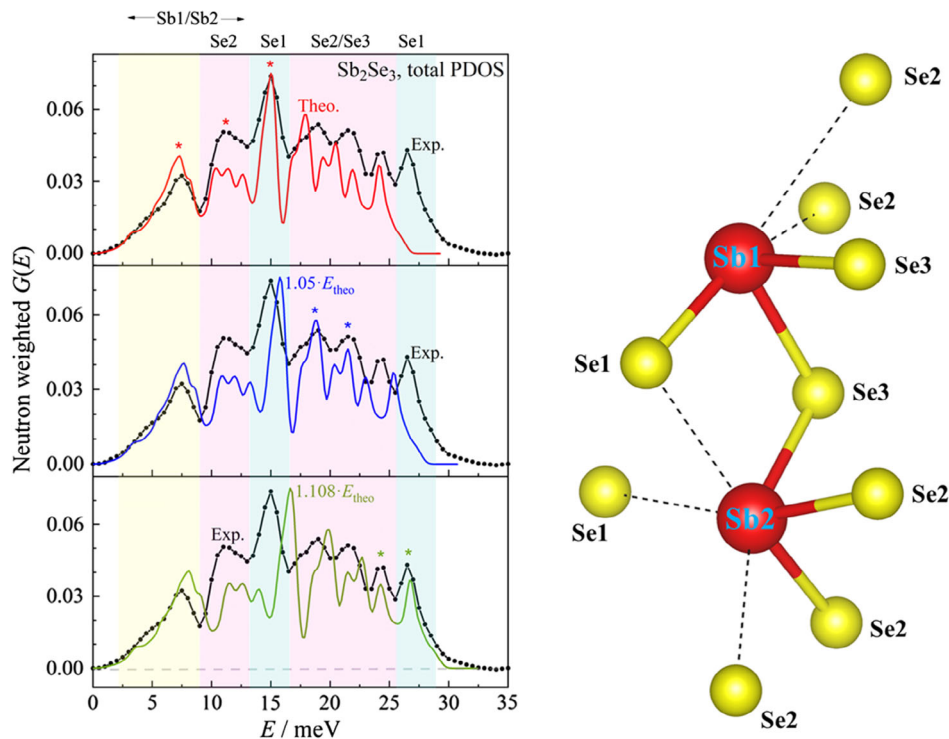 Sb1/Sb2
Se2 Se1 Se2/Se3 Se1
Sb₂Se₃, total PDOS
Theo.
Exp.
* * *
0.06
0.03
0.00
1.05·E_theo
* *
Exp.
0.06
0.03
0.00
1.108·E_theo
Exp.
* *
0.06
0.03
0.00
0 5 10 15 20 25 30 35
E / meV
Neutron weighted G(E)
Se2
Se2
Sb1
Se3
Se1
Se3
Se2
Se1
Sb2
Se2
Se2